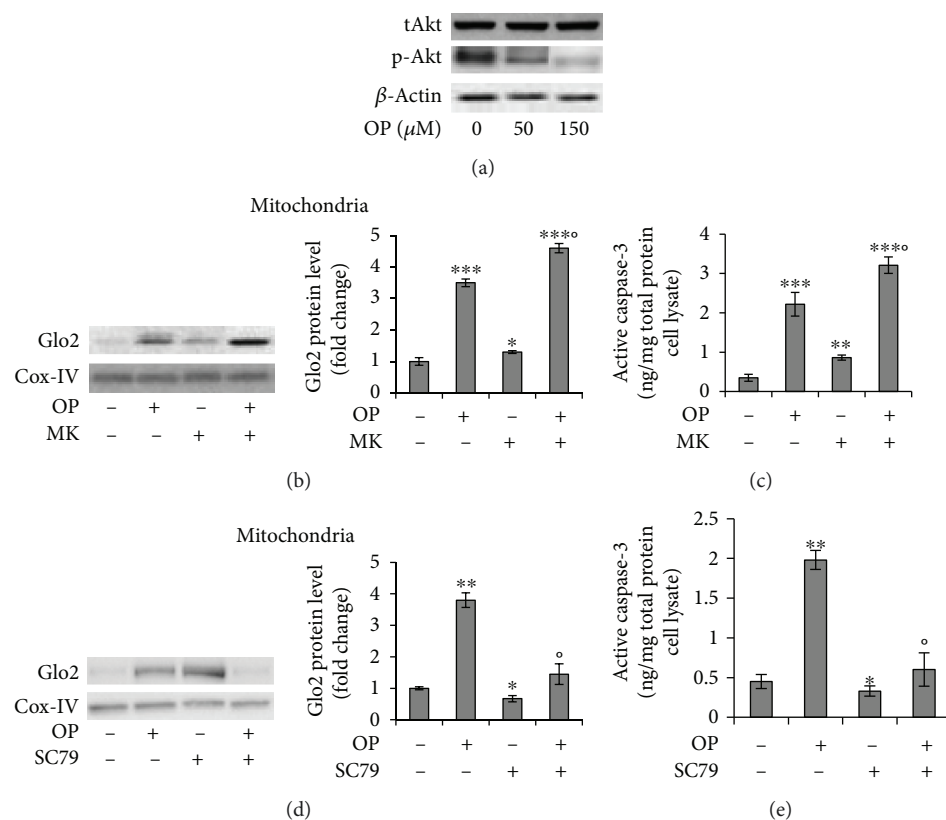 tAkt
p-Akt
β-Actin
OP (μM) 0 50 150
(a)
Mitochondria
Glo2
Cox-IV
OP – + – +
MK – – + +
Glo2 protein level
(fold change)
5
4
3
2
1
0
***
*
***°
OP – + – +
MK – – + +
(b)
Active caspase-3
(ng/mg total protein
cell lysate)
4
3
2
1
0
***
**
***°
OP – + – +
MK – – + +
(c)
Mitochondria
Glo2
Cox-IV
OP – + – +
SC79 – – + +
Glo2 protein level
(fold change)
5
4
3
2
1
0
**
*
°
OP – + – +
SC79 – – + +
(d)
Active caspase-3
(ng/mg total protein
cell lysate)
2.5
2
1.5
1
0.5
0
**
*
°
OP – + – +
SC79 – – + +
(e)